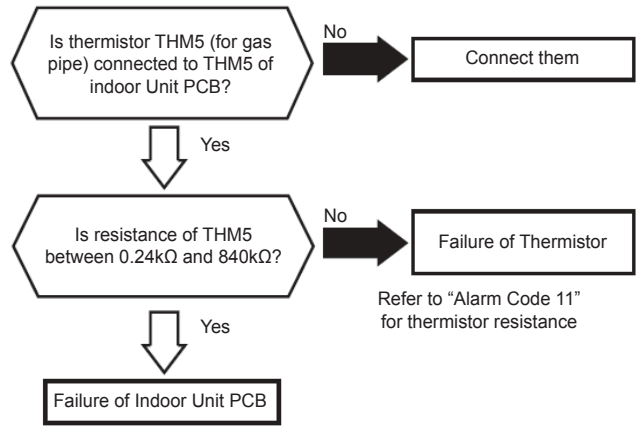 Is thermistor THM5 (for gas
pipe) connected to THM5 of
indoor Unit PCB?
No
Connect them
Yes
Is resistance of THM5
between 0.24kΩ and 840kΩ?
No
Failure of Thermistor
Refer to “Alarm Code 11”
for thermistor resistance
Yes
Failure of Indoor Unit PCB